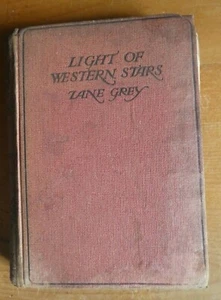 LIGHT OF
WESTERN STARS
ZANE GREY